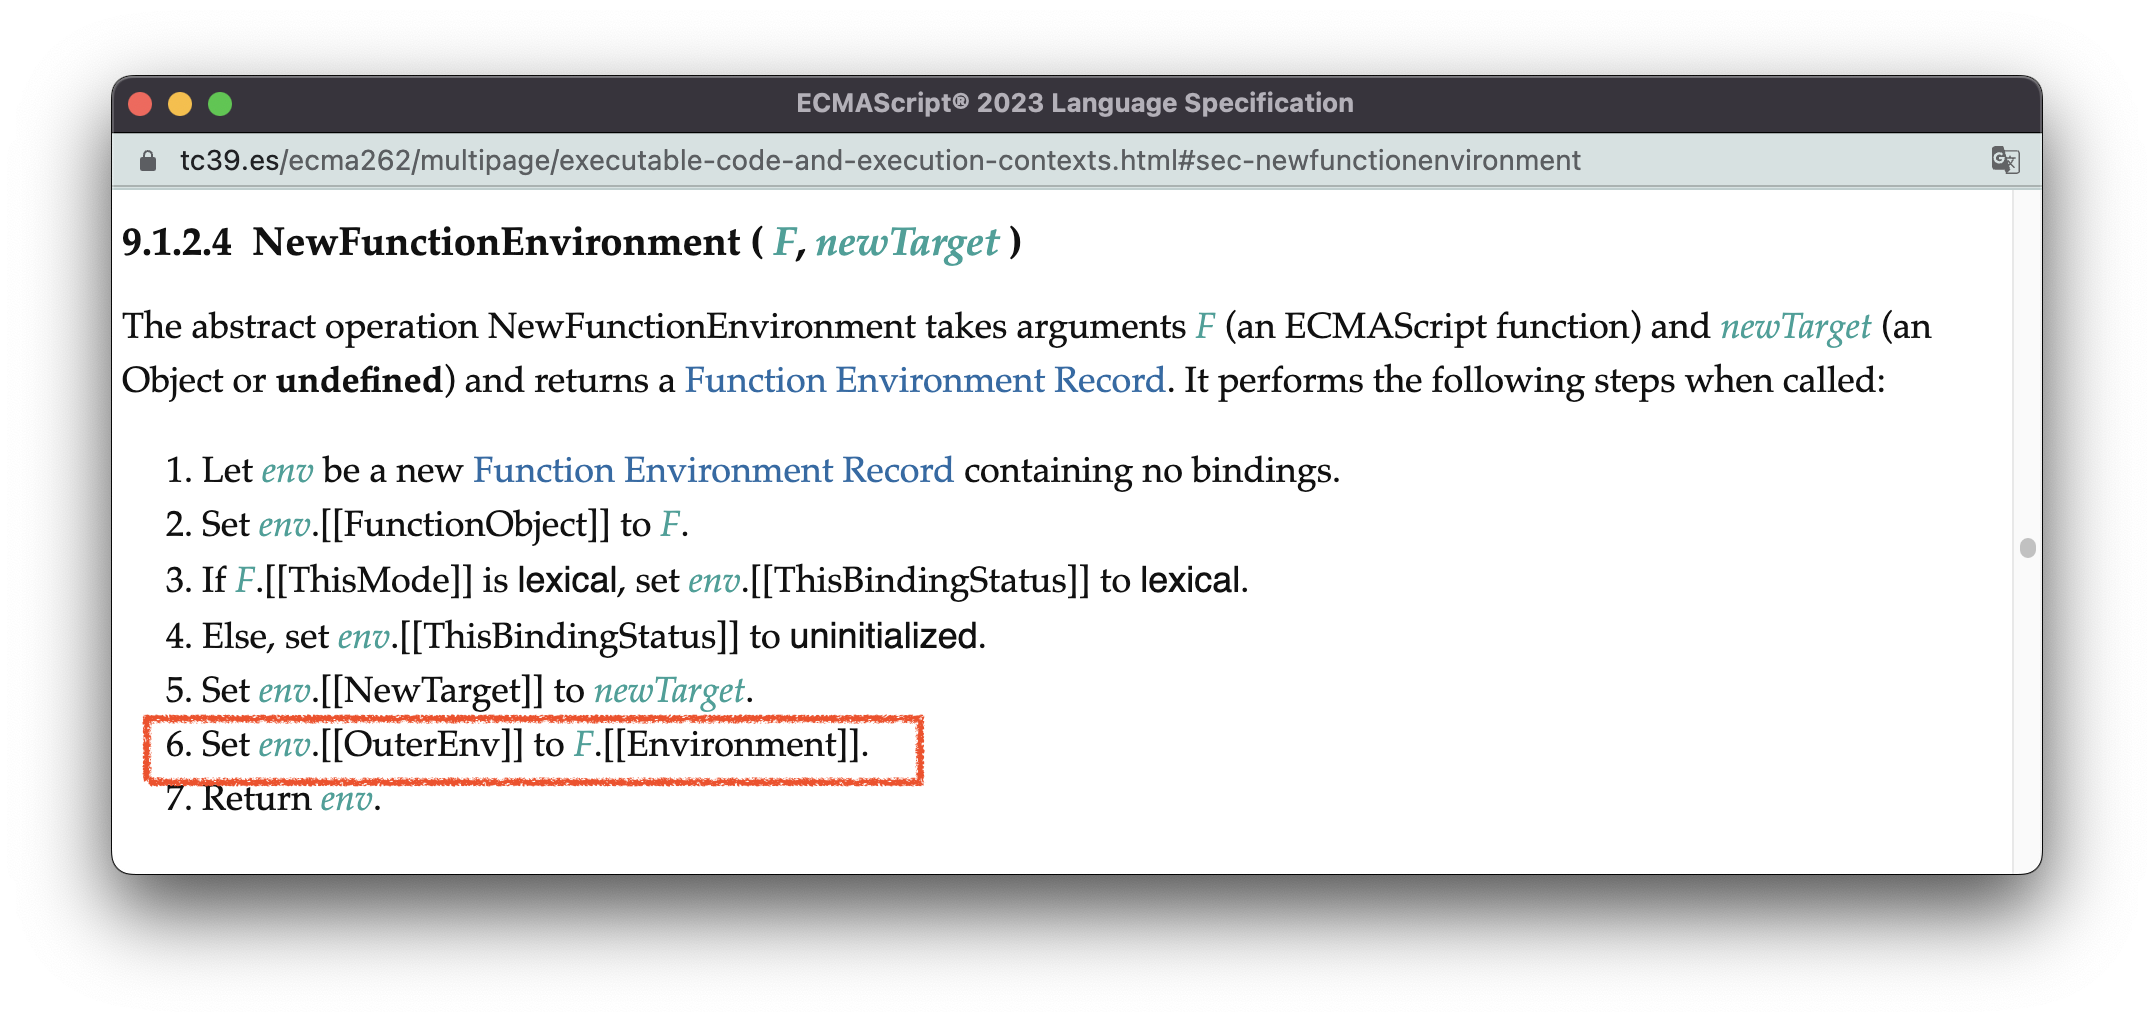 ECMAScript® 2023 Language Specification
tc39.es/ecma262/multipage/executable-code-and-execution-contexts.html#sec-newfunctionenvironment
9.1.2.4 NewFunctionEnvironment ( F, newTarget )
The abstract operation NewFunctionEnvironment takes arguments F (an ECMAScript function) and newTarget (an
Object or undefined) and returns a Function Environment Record. It performs the following steps when called:
1. Let env be a new Function Environment Record containing no bindings.
2. Set env.[[FunctionObject]] to F.
3. If F.[[ThisMode]] is lexical, set env.[[ThisBindingStatus]] to lexical.
4. Else, set env.[[ThisBindingStatus]] to uninitialized.
5. Set env.[[NewTarget]] to newTarget.
6. Set env.[[OuterEnv]] to F.[[Environment]].
7. Return env.